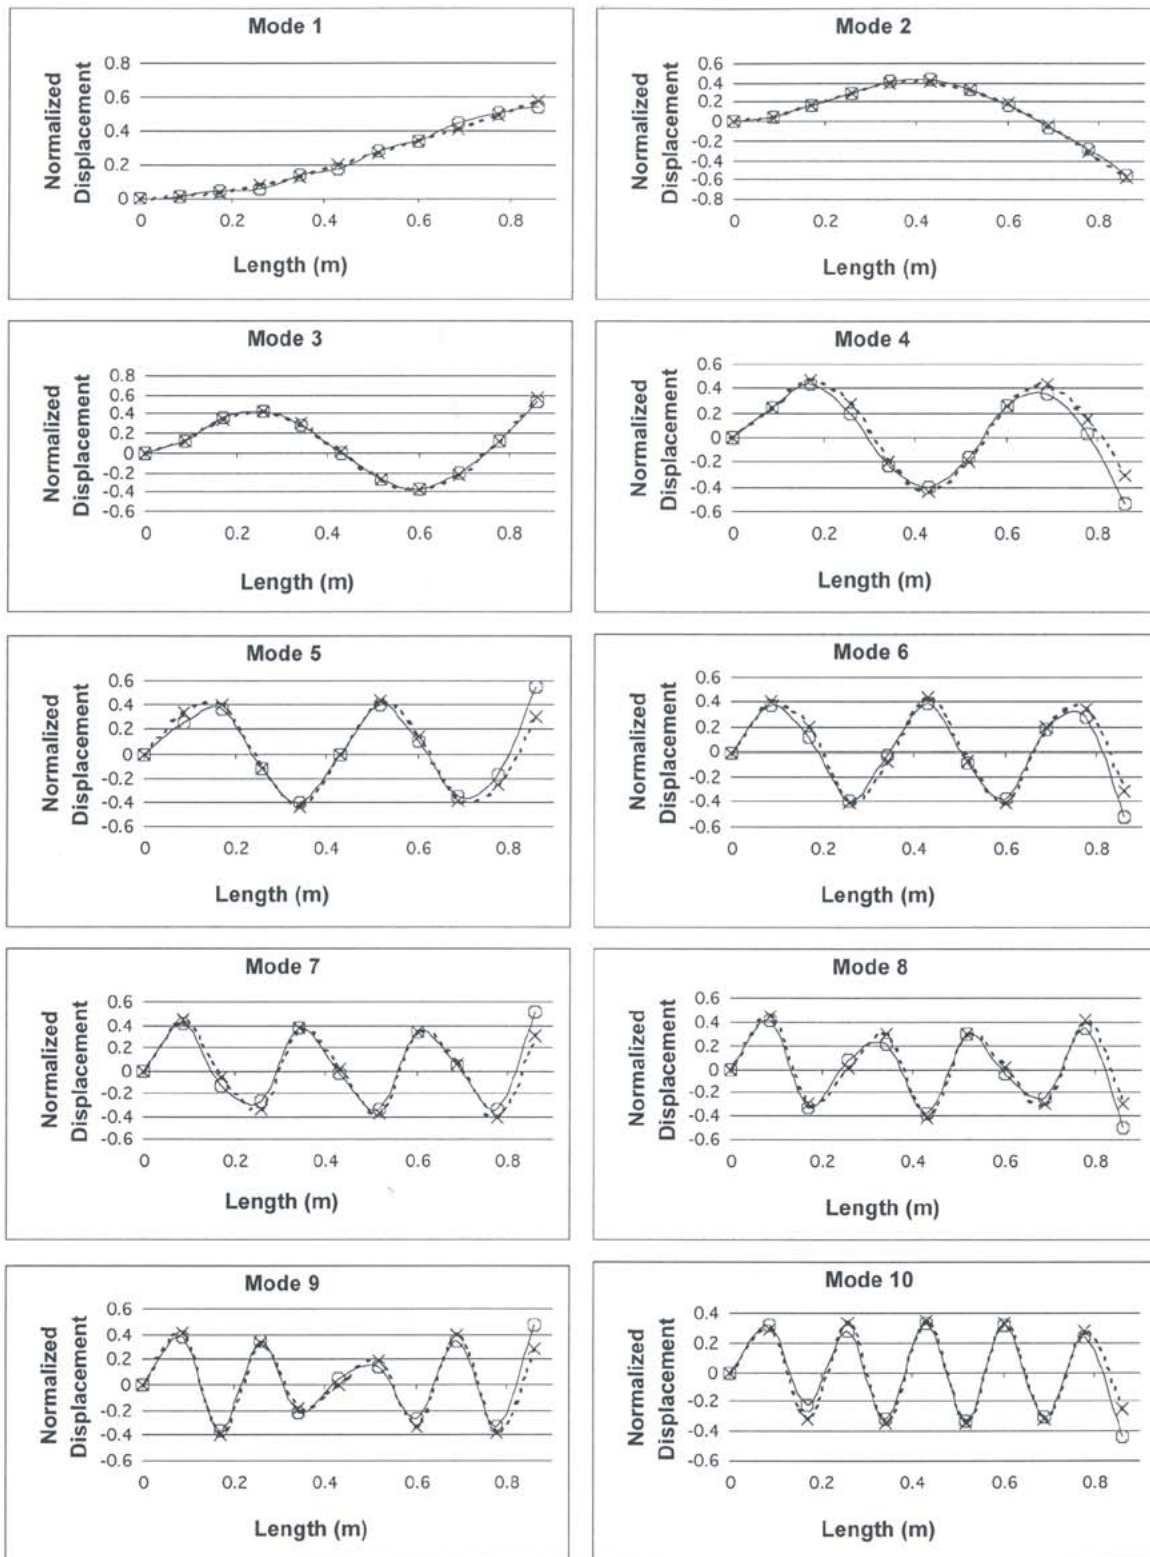 Mode 1
Normalized
Displacement
0.8
0.6
0.4
0.2
0
0 0.2 0.4 0.6 0.8
Length (m)
Mode 2
Normalized
Displacement
0.6
0.4
0.2
0
-0.2
-0.4
-0.6
-0.8
0 0.2 0.4 0.6 0.8
Length (m)
Mode 3
Normalized
Displacement
0.8
0.6
0.4
0.2
0
-0.2
-0.4
-0.6
0 0.2 0.4 0.6 0.8
Length (m)
Mode 4
Normalized
Displacement
0.6
0.4
0.2
0
-0.2
-0.4
-0.6
0 0.2 0.4 0.6 0.8
Length (m)
Mode 5
Normalized
Displacement
0.6
0.4
0.2
0
-0.2
-0.4
-0.6
0 0.2 0.4 0.6 0.8
Length (m)
Mode 6
Normalized
Displacement
0.6
0.4
0.2
0
-0.2
-0.4
-0.6
0 0.2 0.4 0.6 0.8
Length (m)
Mode 7
Normalized
Displacement
0.6
0.4
0.2
0
-0.2
-0.4
-0.6
0 0.2 0.4 0.6 0.8
Length (m)
Mode 8
Normalized
Displacement
0.6
0.4
0.2
0
-0.2
-0.4
-0.6
0 0.2 0.4 0.6 0.8
Length (m)
Mode 9
Normalized
Displacement
0.6
0.4
0.2
0
-0.2
-0.4
-0.6
0 0.2 0.4 0.6 0.8
Length (m)
Mode 10
Normalized
Displacement
0.4
0.2
0
-0.2
-0.4
-0.6
0 0.2 0.4 0.6 0.8
Length (m)